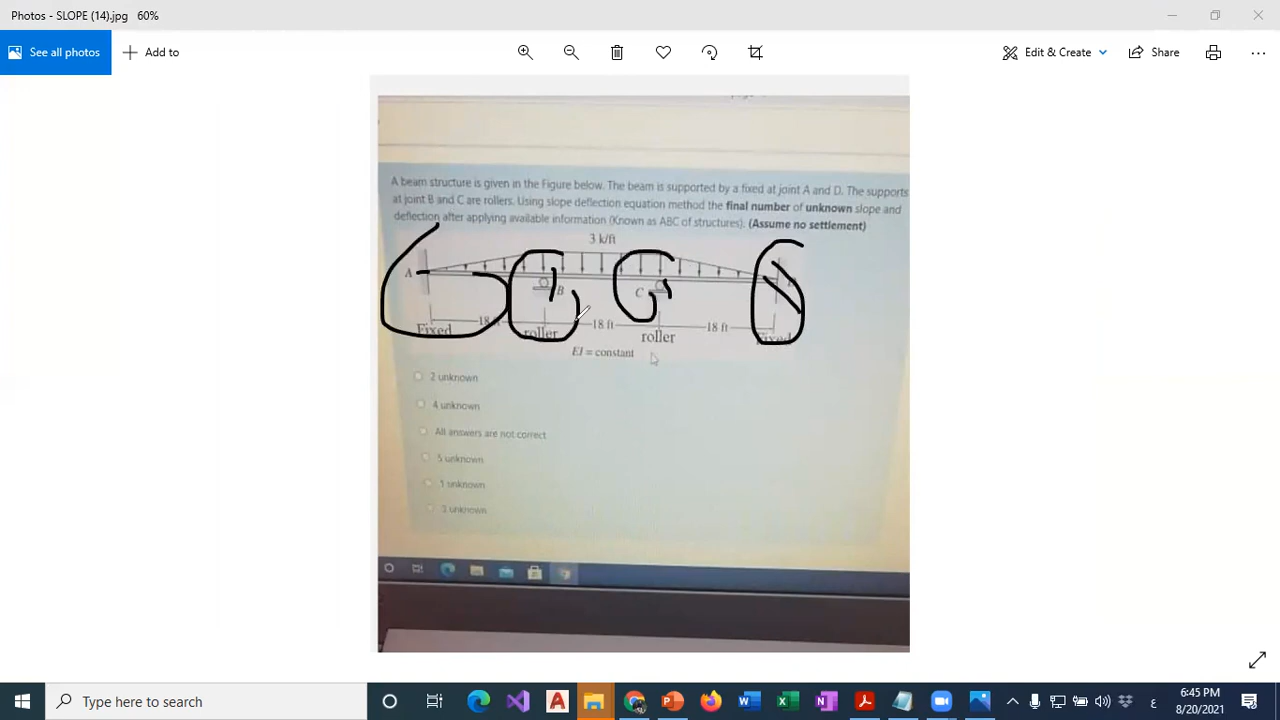 Photos - SLOPE (14).jpg 60%
See all photos
Add to
Edit & Create
Share
A beam structure is given in the Figure below. The beam is supported by a fixed at joint A and D. The supports
at joint B and C are rollers. Using slope deflection equation method the final number of unknown slope and
deflection after applying available information (Known as ABC of structures). (Assume no settlement)
3 k/ft
A
B
C
18 ft
18 ft
18 ft
Fixed
roller
roller
Fixed
EI = constant
2 unknown
4 unknown
All answers are not correct
5 unknown
1 unknown
3 unknown
Type here to search
ع
6:45 PM
8/20/2021